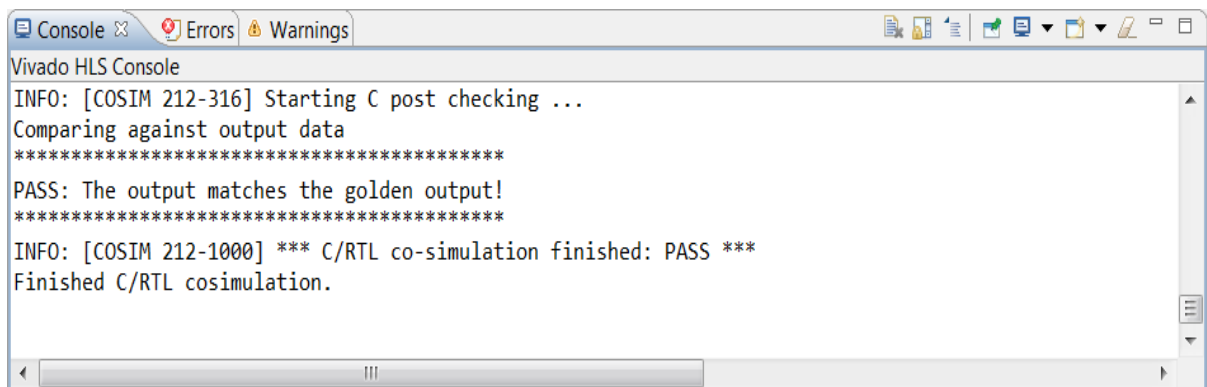 Console Errors Warnings
Vivado HLS Console
INFO: [COSIM 212-316] Starting C post checking ...
Comparing against output data
*******************************************
PASS: The output matches the golden output!
*******************************************
INFO: [COSIM 212-1000] *** C/RTL co-simulation finished: PASS ***
Finished C/RTL cosimulation.